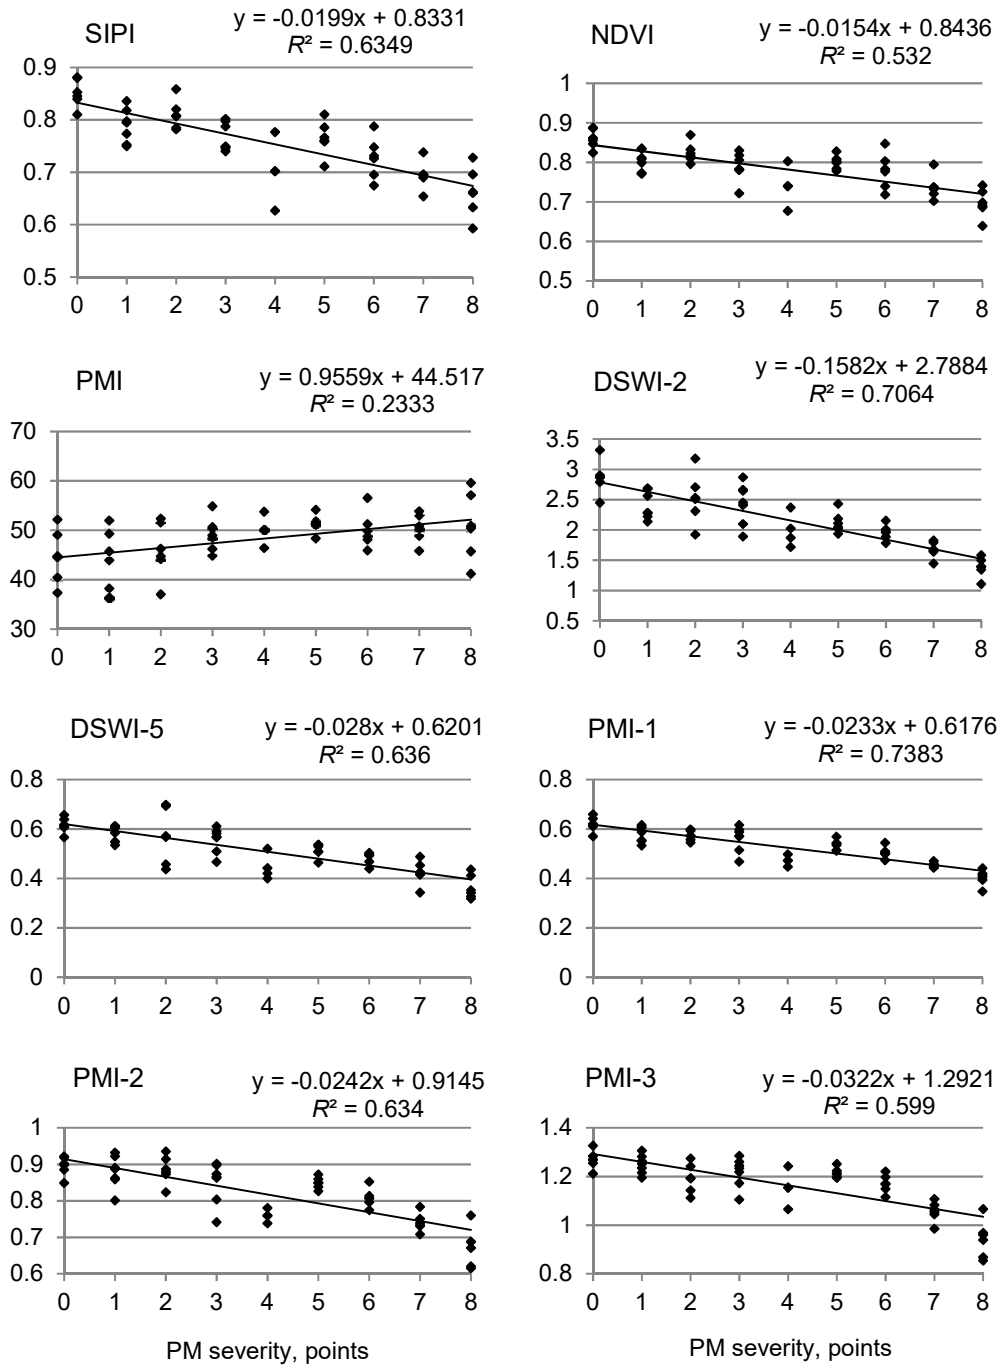 SIPI
y = -0.0199x + 0.8331
R² = 0.6349
0.9
0.8
0.7
0.6
0.5
0 1 2 3 4 5 6 7 8
NDVI
y = -0.0154x + 0.8436
R² = 0.532
1
0.9
0.8
0.7
0.6
0.5
0 1 2 3 4 5 6 7 8
PMI
y = 0.9559x + 44.517
R² = 0.2333
70
60
50
40
30
0 1 2 3 4 5 6 7 8
DSWI-2
y = -0.1582x + 2.7884
R² = 0.7064
3.5
3
2.5
2
1.5
1
0.5
0 1 2 3 4 5 6 7 8
DSWI-5
y = -0.028x + 0.6201
R² = 0.636
0.8
0.6
0.4
0.2
0
0 1 2 3 4 5 6 7 8
PMI-1
y = -0.0233x + 0.6176
R² = 0.7383
0.8
0.6
0.4
0.2
0
0 1 2 3 4 5 6 7 8
PMI-2
y = -0.0242x + 0.9145
R² = 0.634
1
0.9
0.8
0.7
0.6
0 1 2 3 4 5 6 7 8
PM severity, points
PMI-3
y = -0.0322x + 1.2921
R² = 0.599
1.4
1.2
1
0.8
0 1 2 3 4 5 6 7 8
PM severity, points